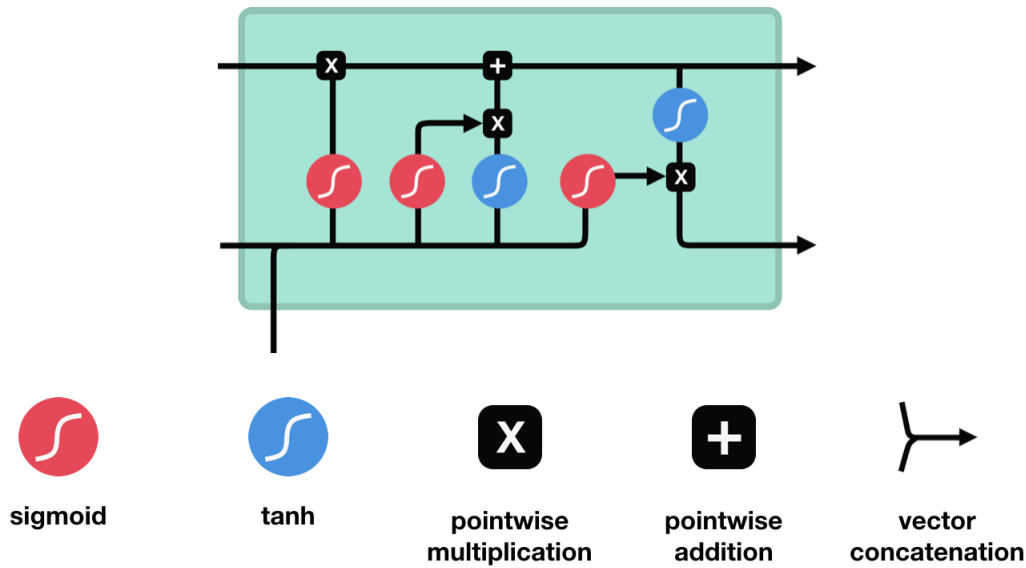 X
+
X
X
X
+
sigmoid
tanh
pointwise
multiplication
pointwise
addition
vector
concatenation